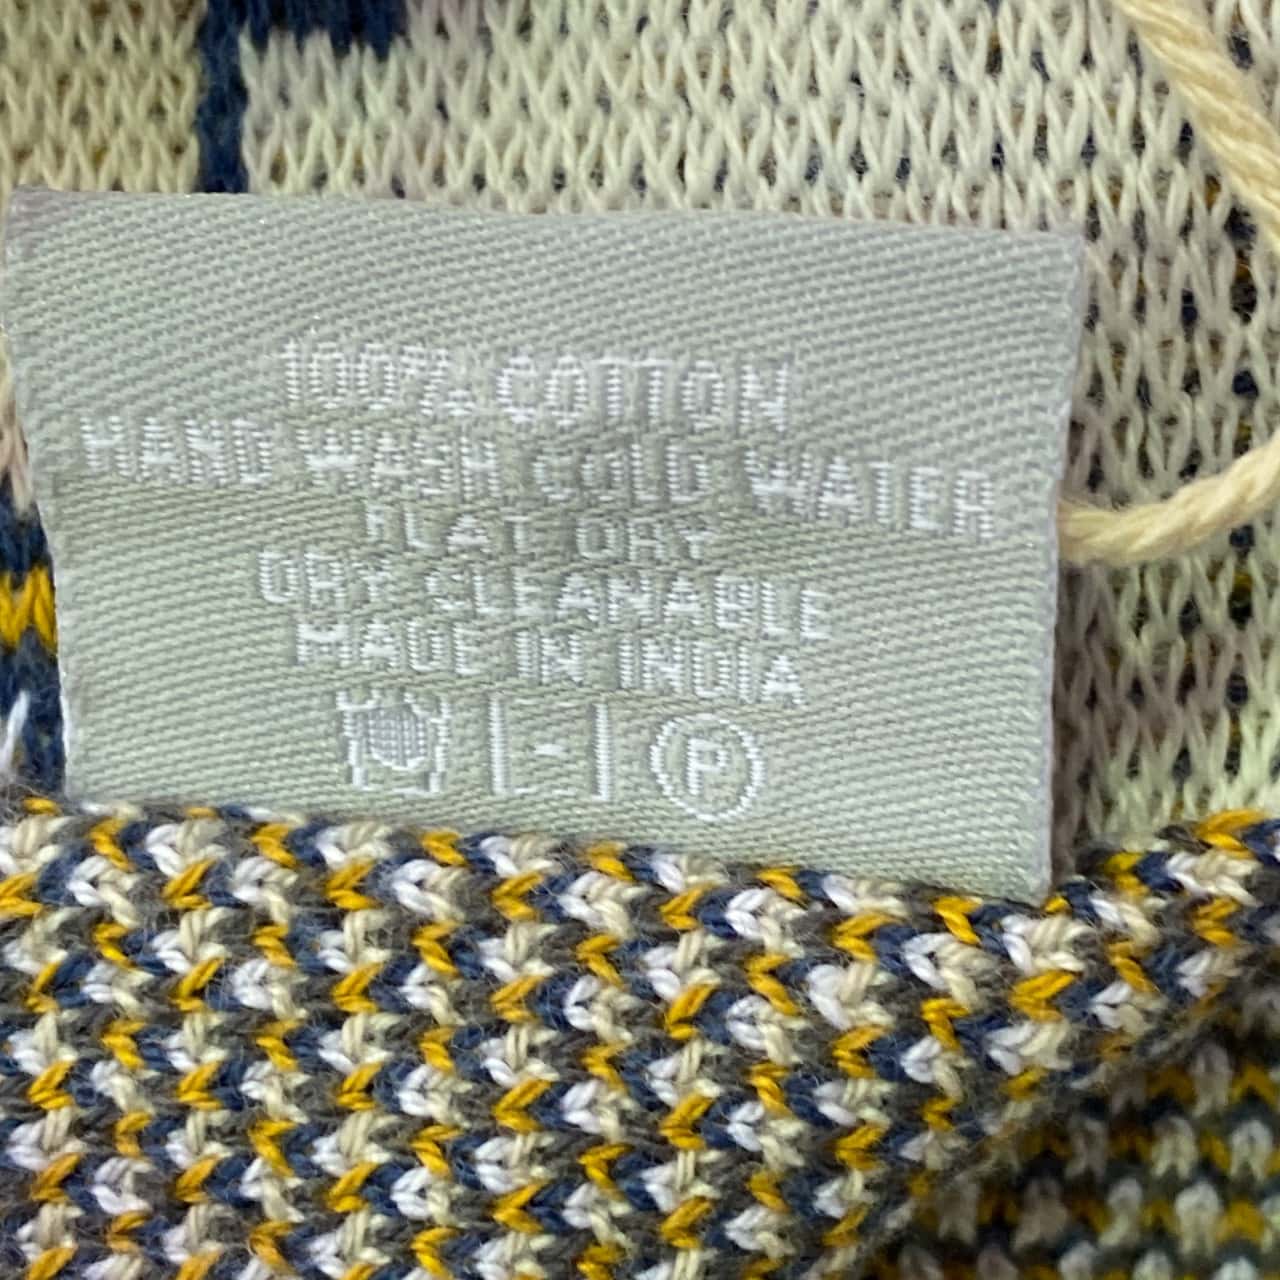 100% COTTON
HAND WASH COLD WATER
FLAT DRY
DRY CLEANABLE
MADE IN INDIA
P